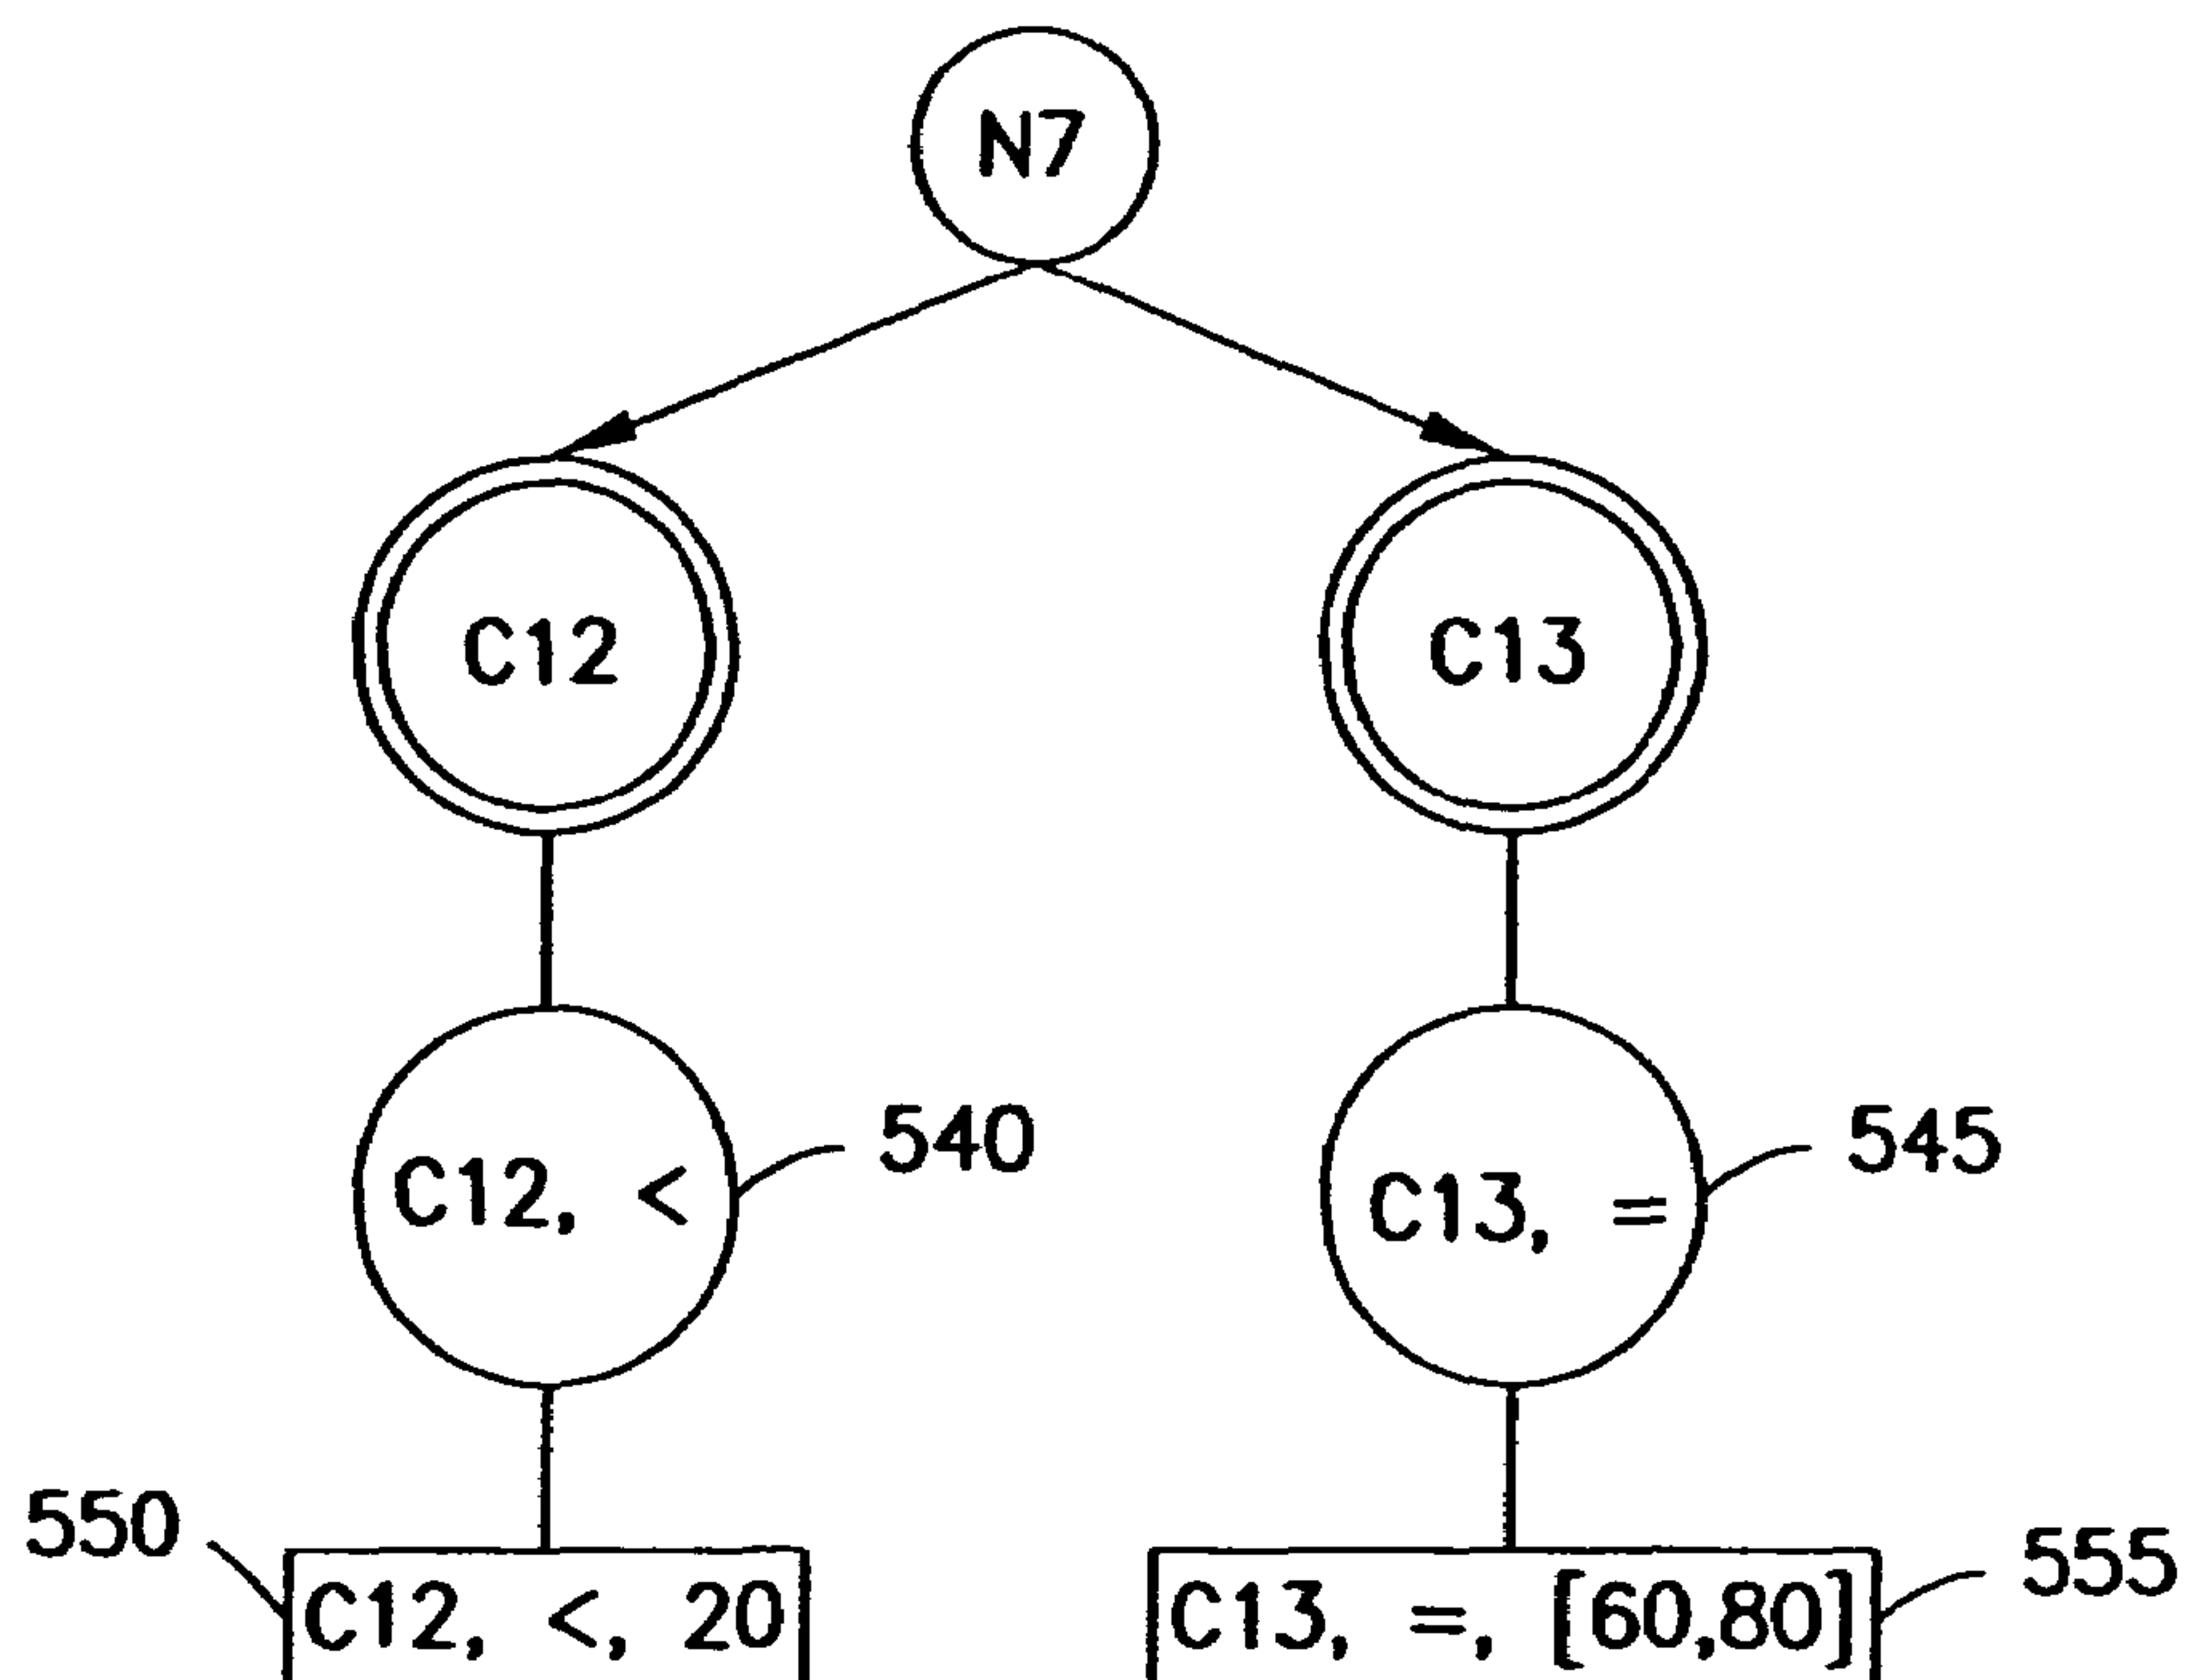 N7
C12
C13
C12, <
540
C13, =
545
550
C12, <, 20
C13, =, [60,80]
555